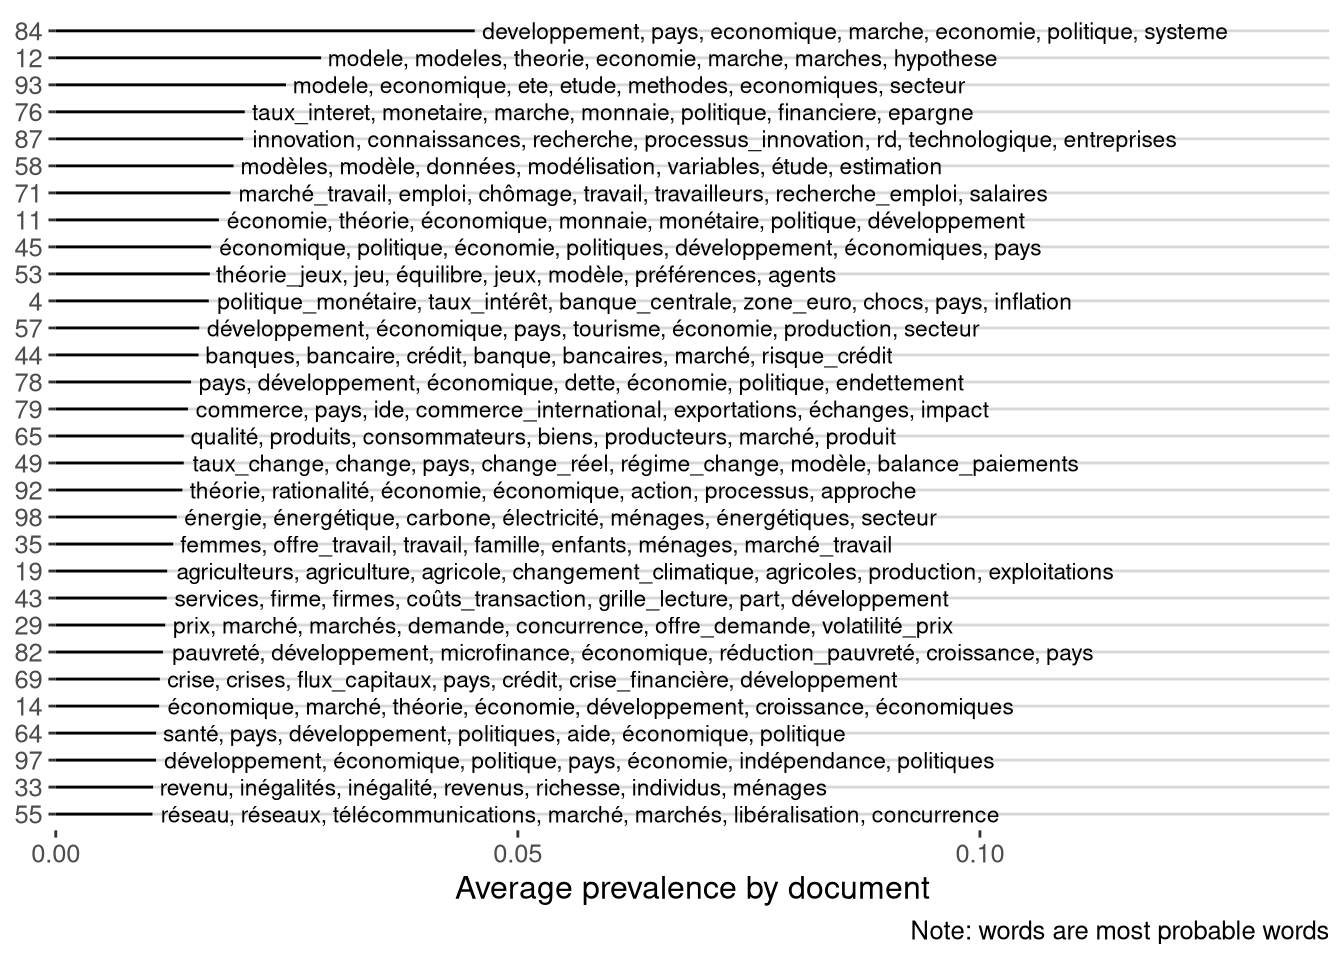 84 developpement, pays, economique, marche, economie, politique, systeme
12 modele, modeles, theorie, economie, marche, marches, hypothese
93 modele, economique, ete, etude, methodes, economiques, secteur
76 taux_interet, monetaire, marche, monnaie, politique, financiere, epargne
87 innovation, connaissances, recherche, processus_innovation, rd, technologique, entreprises
58 modèles, modèle, données, modélisation, variables, étude, estimation
71 marché_travail, emploi, chômage, travail, travailleurs, recherche_emploi, salaires
11 économie, théorie, économique, monnaie, monétaire, politique, développement
45 économique, politique, économie, politiques, développement, économiques, pays
53 théorie_jeux, jeu, équilibre, jeux, modèle, préférences, agents
4 politique_monétaire, taux_intérêt, banque_centrale, zone_euro, chocs, pays, inflation
57 développement, économique, pays, tourisme, économie, production, secteur
44 banques, bancaire, crédit, banque, bancaires, marché, risque_crédit
78 pays, développement, économique, dette, économie, politique, endettement
79 commerce, pays, ide, commerce_international, exportations, échanges, impact
65 qualité, produits, consommateurs, biens, producteurs, marché, produit
49 taux_change, change, pays, change_réel, régime_change, modèle, balance_paiements
92 théorie, rationalité, économie, économique, action, processus, approche
98 énergie, énergétique, carbone, électricité, ménages, énergétiques, secteur
35 femmes, offre_travail, travail, famille, enfants, ménages, marché_travail
19 agriculteurs, agriculture, agricole, changement_climatique, agricoles, production, exploitations
43 services, firme, firmes, coûts_transaction, grille_lecture, part, développement
29 prix, marché, marchés, demande, concurrence, offre_demande, volatilité_prix
82 pauvreté, développement, microfinance, économique, réduction_pauvreté, croissance, pays
69 crise, crises, flux_capitaux, pays, crédit, crise_financière, développement
14 économique, marché, théorie, économie, développement, croissance, économiques
64 santé, pays, développement, politiques, aide, économique, politique
97 développement, économique, politique, pays, économie, indépendance, politiques
33 revenu, inégalités, inégalité, revenus, richesse, individus, ménages
55 réseau, réseaux, télécommunications, marché, marchés, libéralisation, concurrence
0.00 0.05 0.10
Average prevalence by document
Note: words are most probable words